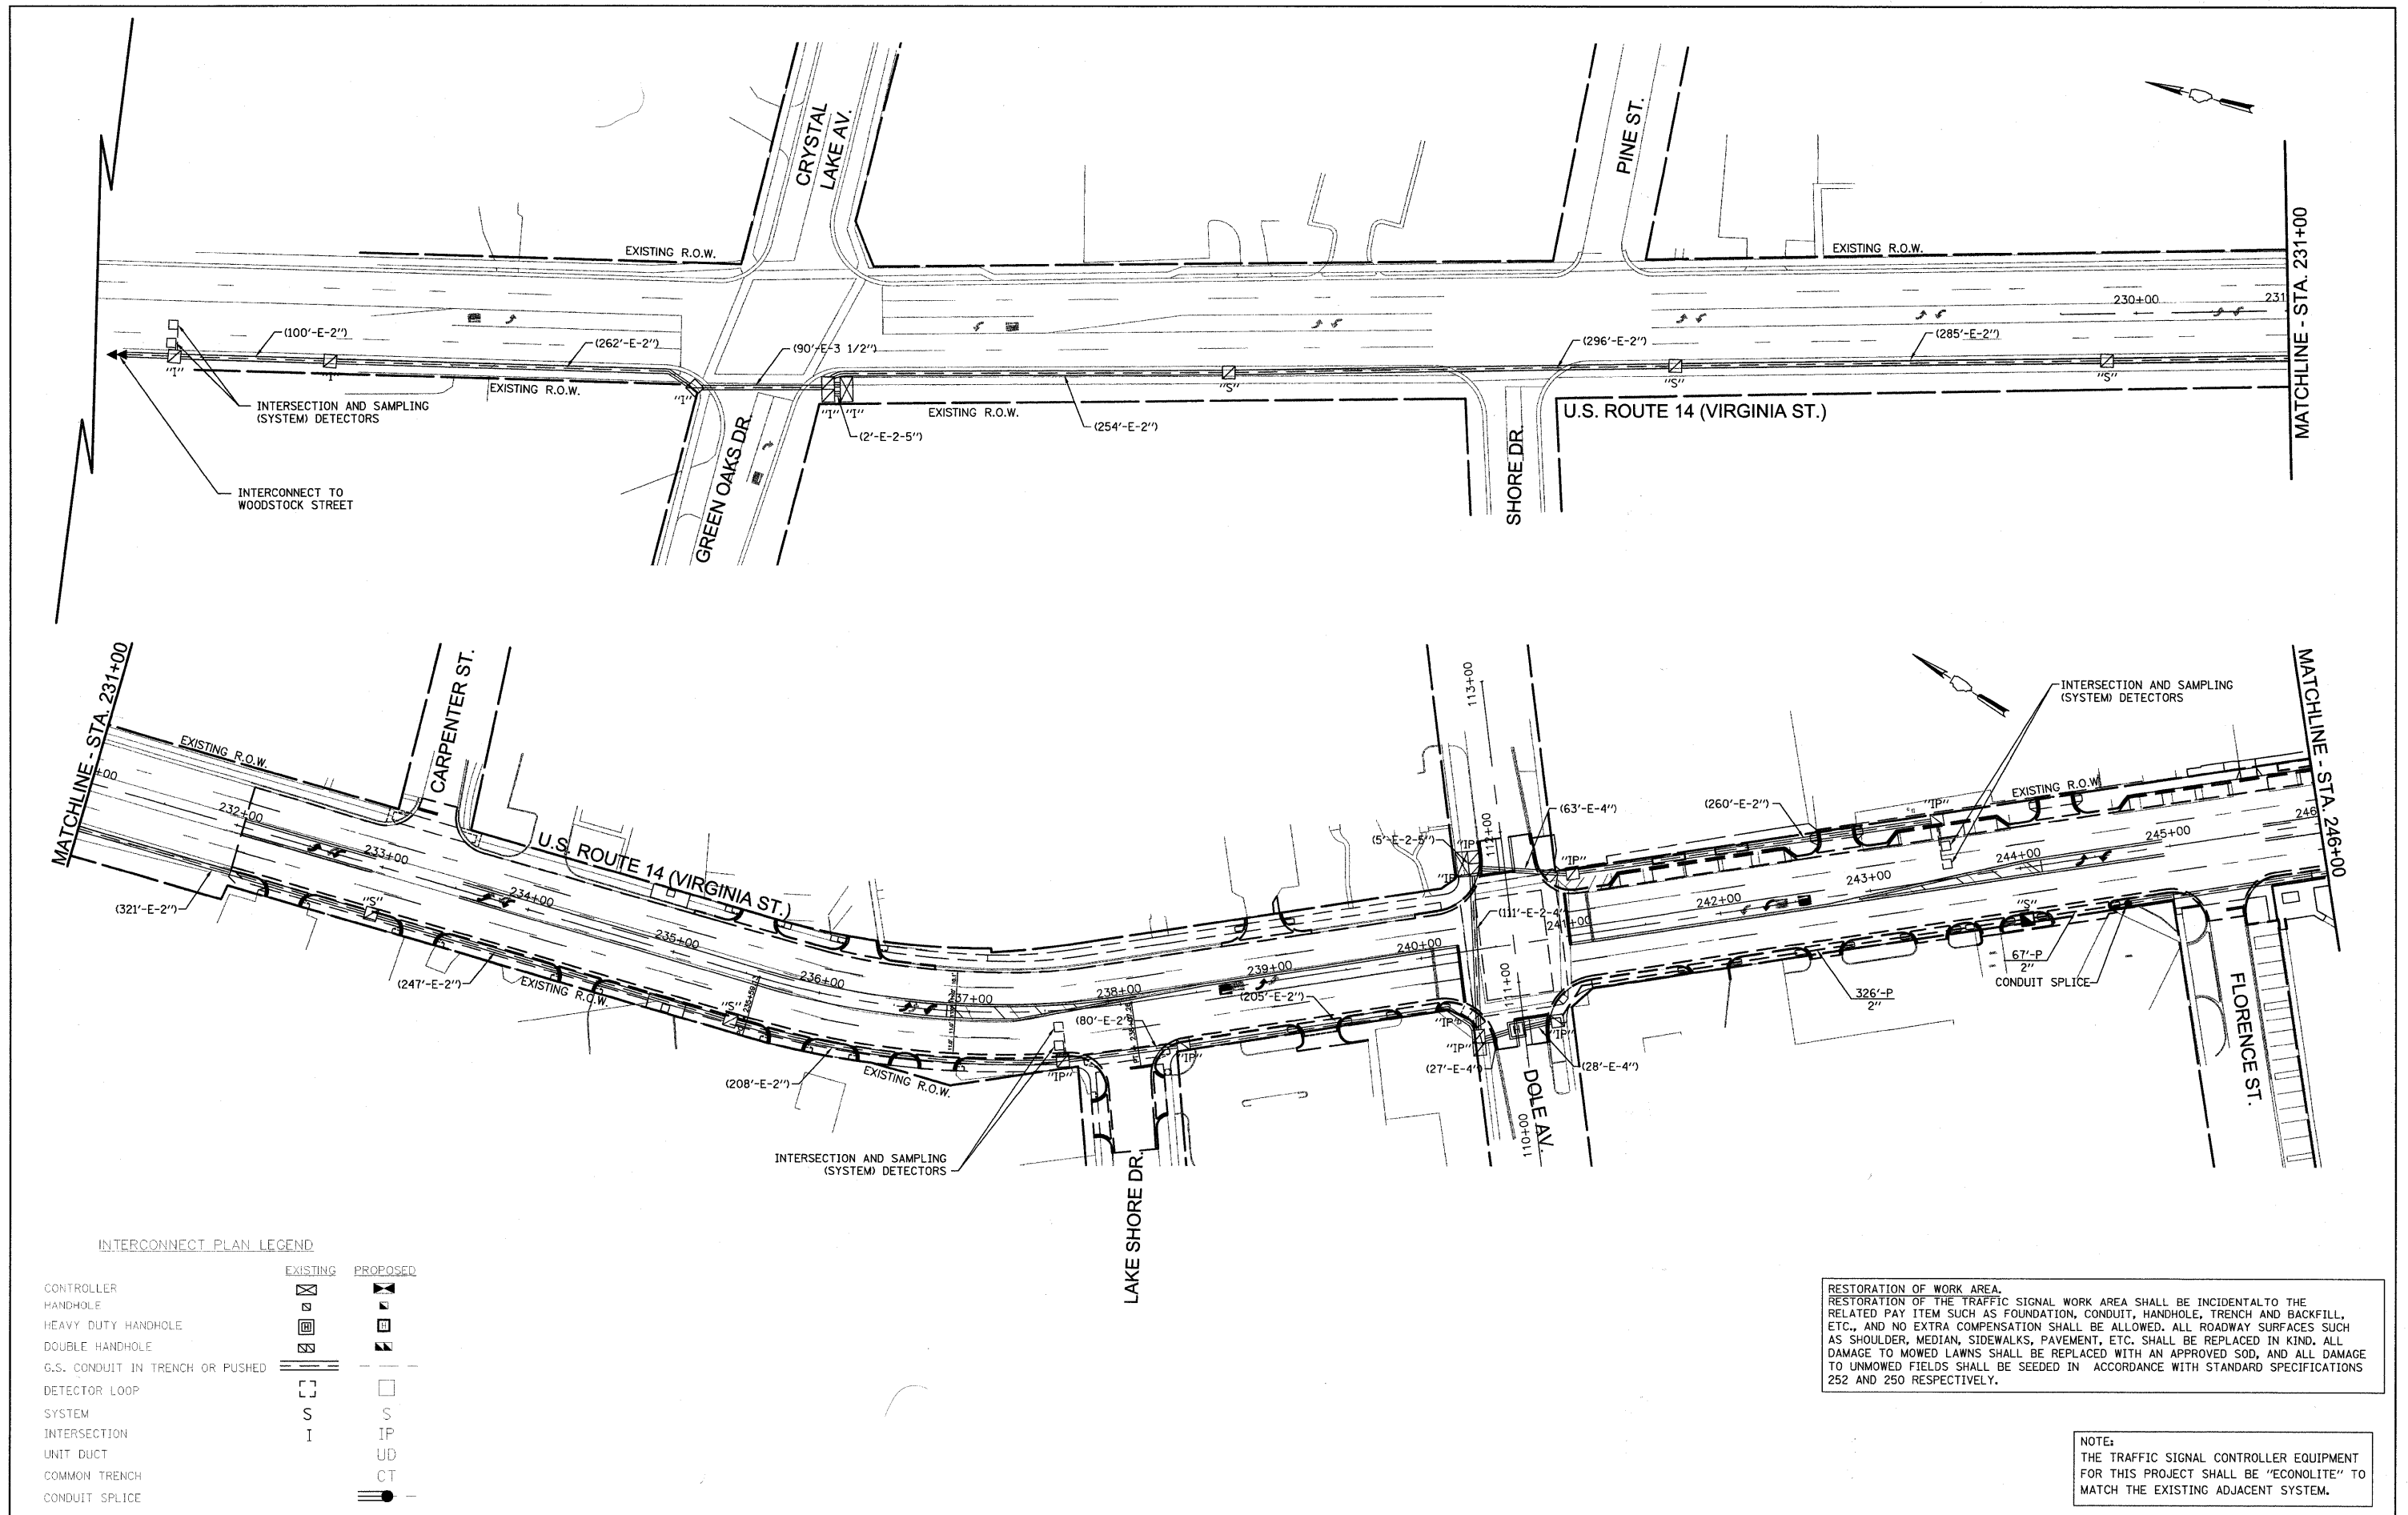 CRYSTAL
LAKE AV.
PINE ST.
EXISTING R.O.W.
EXISTING R.O.W.
MATCHLINE - STA. 231+00
230+00
231
(100'-E-2")
(262'-E-2")
(90'-E-3 1/2")
(296'-E-2")
(285'-E-2")
"I"
"I"
"I"
"I"
"I"
"S"
"S"
"S"
EXISTING R.O.W.
EXISTING R.O.W.
INTERSECTION AND SAMPLING
(SYSTEM) DETECTORS
(2'-E-2-5")
(254'-E-2")
U.S. ROUTE 14 (VIRGINIA ST.)
GREEN OAKS DR.
SHORE DR.
INTERCONNECT TO
WOODSTOCK STREET
MATCHLINE - STA. 231+00
CARPENTER ST.
113+00
INTERSECTION AND SAMPLING
(SYSTEM) DETECTORS
MATCHLINE - STA. 246+00
EXISTING R.O.W.
+00
232+00
233+00
234+00
235+00
236+00
237+00
238+00
239+00
240+00
241+00
242+00
243+00
244+00
245+00
246
U.S. ROUTE 14 (VIRGINIA ST.)
(5'-E-2-5")
"IP"
112+00
(63'-E-4")
"IP"
(260'-E-2")
"IP"
EXISTING R.O.W.
(321'-E-2")
"S"
(247'-E-2")
EXISTING R.O.W.
"S"
(208'-E-2")
EXISTING R.O.W.
"IP"
(80'-E-2")
"IP"
(205'-E-2")
(111'-E-2-4"
111+00
"IP"
"IP"
"IP"
(27'-E-4")
(28'-E-4")
DOLE AV.
110+00
326'-P
2"
"S"
67'-P
2"
CONDUIT SPLICE
FLORENCE ST.
INTERSECTION AND SAMPLING
(SYSTEM) DETECTORS
LAKE SHORE DR.
INTERCONNECT PLAN LEGEND
EXISTING PROPOSED
CONTROLLER
HANDHOLE
HEAVY DUTY HANDHOLE H H
DOUBLE HANDHOLE
G.S. CONDUIT IN TRENCH OR PUSHED
DETECTOR LOOP
SYSTEM S S
INTERSECTION I IP
UNIT DUCT UD
COMMON TRENCH CT
CONDUIT SPLICE
RESTORATION OF WORK AREA.
RESTORATION OF THE TRAFFIC SIGNAL WORK AREA SHALL BE INCIDENTALTO THE
RELATED PAY ITEM SUCH AS FOUNDATION, CONDUIT, HANDHOLE, TRENCH AND BACKFILL,
ETC., AND NO EXTRA COMPENSATION SHALL BE ALLOWED. ALL ROADWAY SURFACES SUCH
AS SHOULDER, MEDIAN, SIDEWALKS, PAVEMENT, ETC. SHALL BE REPLACED IN KIND. ALL
DAMAGE TO MOWED LAWNS SHALL BE REPLACED WITH AN APPROVED SOD, AND ALL DAMAGE
TO UNMOWED FIELDS SHALL BE SEEDED IN ACCORDANCE WITH STANDARD SPECIFICATIONS
252 AND 250 RESPECTIVELY.
NOTE:
THE TRAFFIC SIGNAL CONTROLLER EQUIPMENT
FOR THIS PROJECT SHALL BE "ECONOLITE" TO
MATCH THE EXISTING ADJACENT SYSTEM.